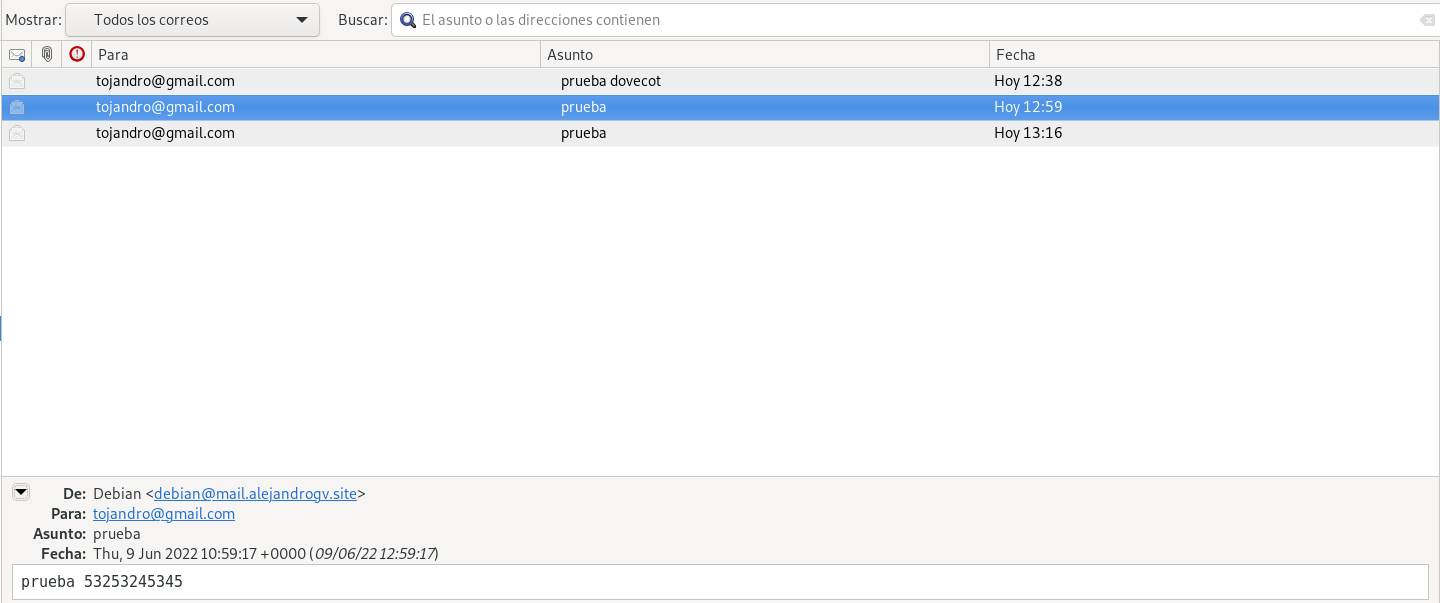 Mostrar: Todos los correos Buscar: El asunto o las direcciones contienen
Para Asunto Fecha
tojandro@gmail.com prueba dovecot Hoy 12:38
tojandro@gmail.com prueba Hoy 12:59
tojandro@gmail.com prueba Hoy 13:16
De: Debian <debian@mail.alejandrogv.site>
Para: tojandro@gmail.com
Asunto: prueba
Fecha: Thu, 9 Jun 2022 10:59:17 +0000 (09/06/22 12:59:17)
prueba 53253245345